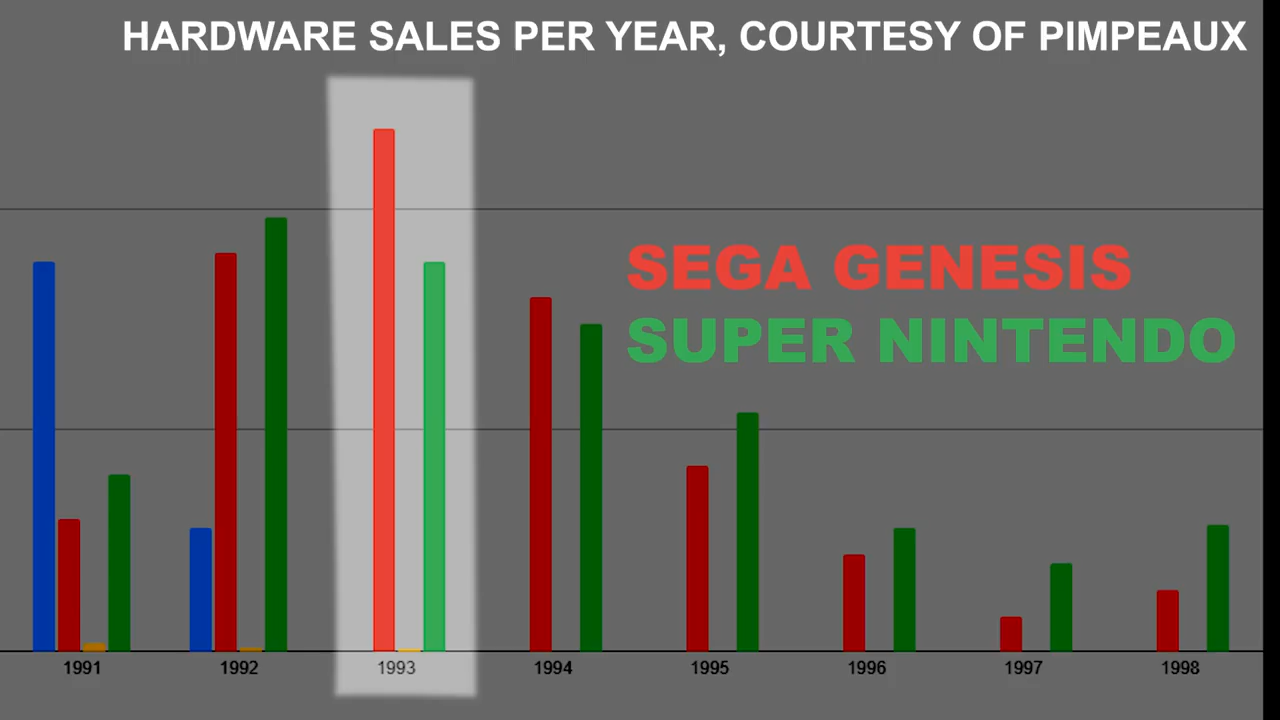 HARDWARE SALES PER YEAR, COURTESY OF PIMPEAUX
SEGA GENESIS
SUPER NINTENDO
1991 1992 1993 1994 1995 1996 1997 1998